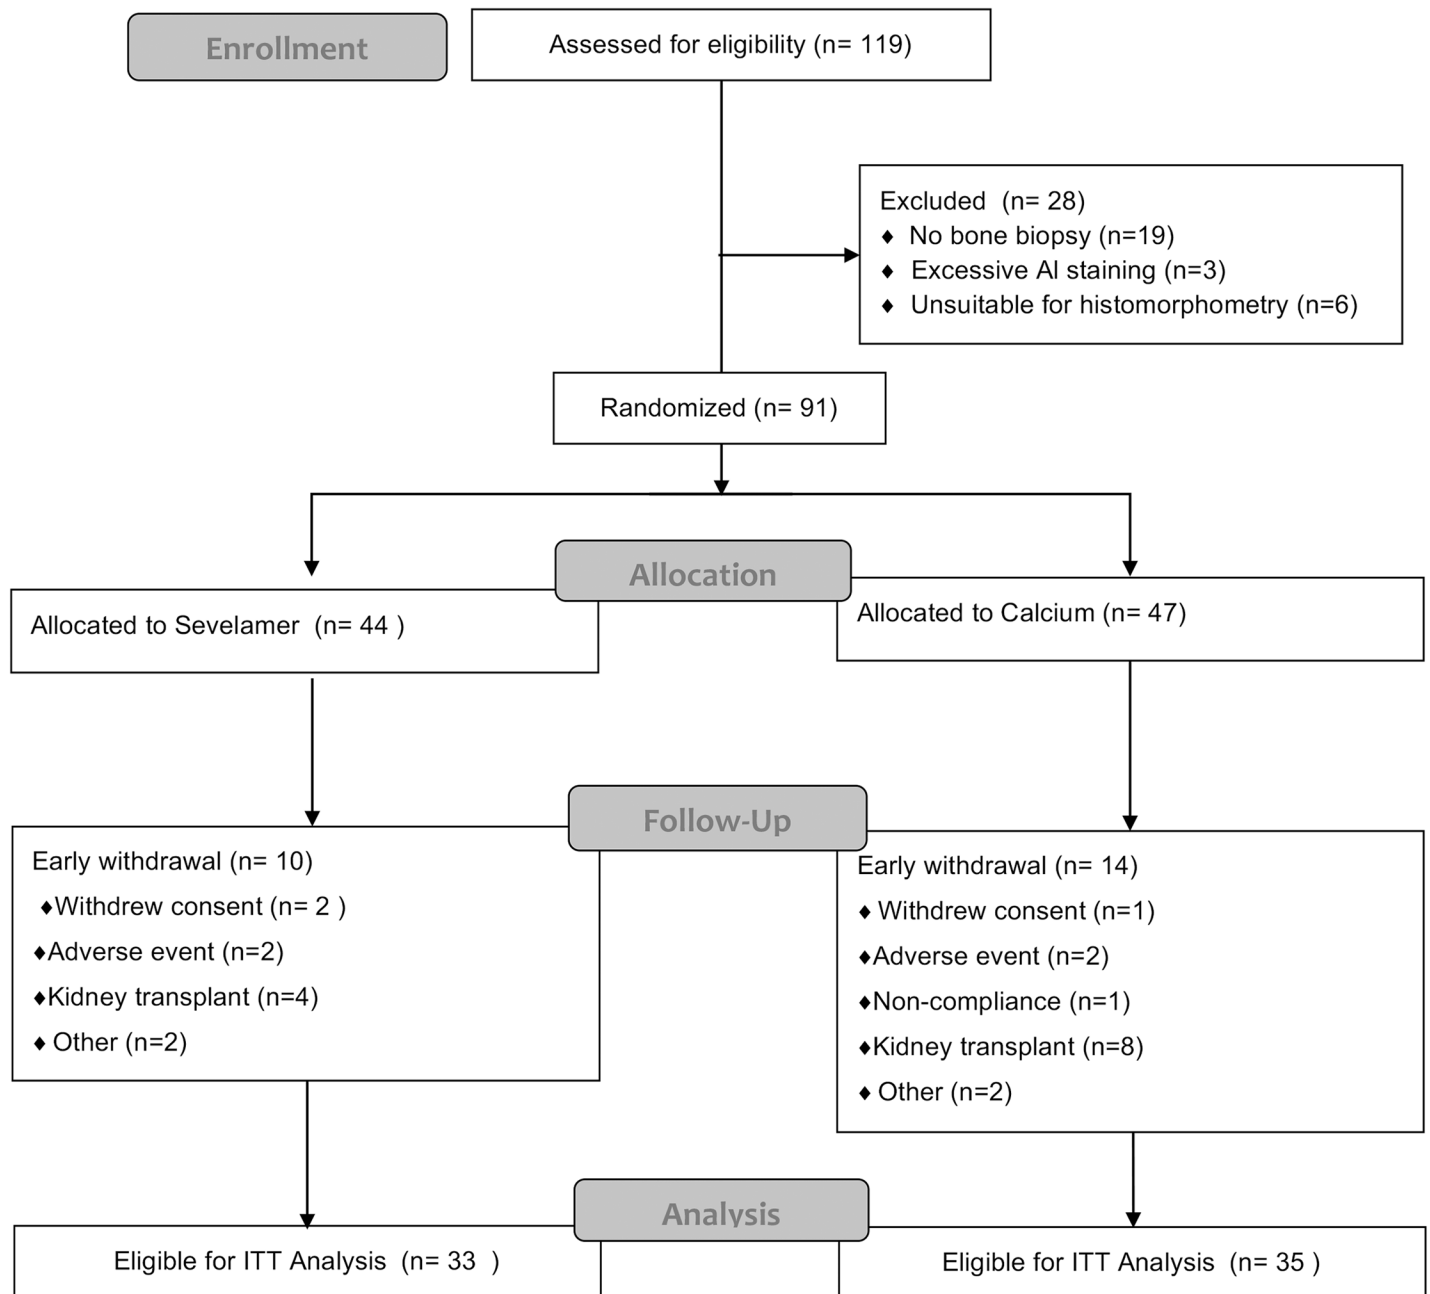 Enrollment
Assessed for eligibility (n= 119)
Excluded (n= 28)
♦ No bone biopsy (n=19)
♦ Excessive Al staining (n=3)
♦ Unsuitable for histomorphometry (n=6)
Randomized (n= 91)
Allocation
Allocated to Sevelamer (n= 44 )
Allocated to Calcium (n= 47)
Follow-Up
Early withdrawal (n= 10)
♦Withdrew consent (n= 2 )
♦Adverse event (n=2)
♦Kidney transplant (n=4)
♦ Other (n=2)
Early withdrawal (n= 14)
♦ Withdrew consent (n=1)
♦Adverse event (n=2)
♦Non-compliance (n=1)
♦Kidney transplant (n=8)
♦ Other (n=2)
Analysis
Eligible for ITT Analysis (n= 33 )
Eligible for ITT Analysis (n= 35 )